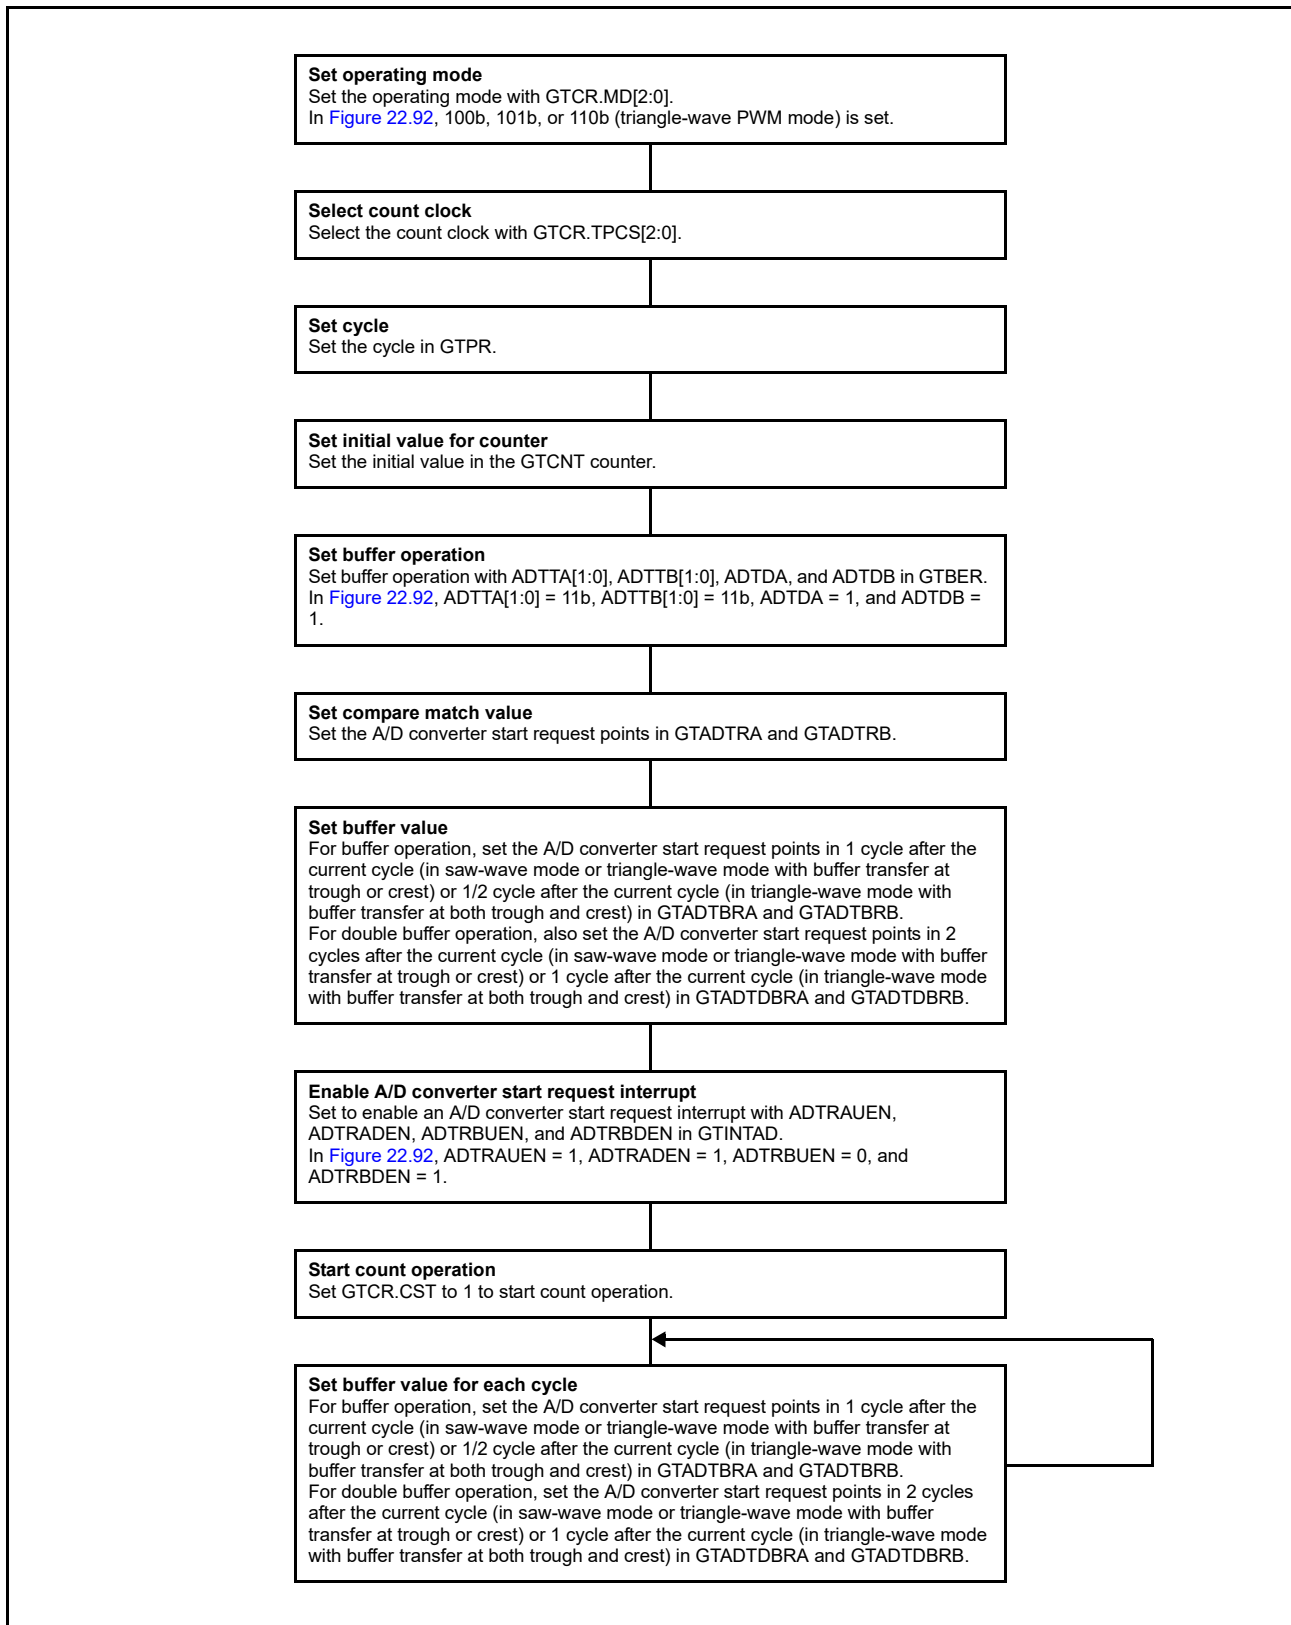 Set operating mode
Set the operating mode with GTCR.MD[2:0].
In Figure 22.92, 100b, 101b, or 110b (triangle-wave PWM mode) is set.
Select count clock
Select the count clock with GTCR.TPCS[2:0].
Set cycle
Set the cycle in GTPR.
Set initial value for counter
Set the initial value in the GTCNT counter.
Set buffer operation
Set buffer operation with ADTTA[1:0], ADTTB[1:0], ADTDA, and ADTDB in GTBER.
In Figure 22.92, ADTTA[1:0] = 11b, ADTTB[1:0] = 11b, ADTDA = 1, and ADTDB =
1.
Set compare match value
Set the A/D converter start request points in GTADTRA and GTADTRB.
Set buffer value
For buffer operation, set the A/D converter start request points in 1 cycle after the
current cycle (in saw-wave mode or triangle-wave mode with buffer transfer at
trough or crest) or 1/2 cycle after the current cycle (in triangle-wave mode with
buffer transfer at both trough and crest) in GTADTBRA and GTADTBRB.
For double buffer operation, also set the A/D converter start request points in 2
cycles after the current cycle (in saw-wave mode or triangle-wave mode with buffer
transfer at trough or crest) or 1 cycle after the current cycle (in triangle-wave mode
with buffer transfer at both trough and crest) in GTADTDBRA and GTADTDBRB.
Enable A/D converter start request interrupt
Set to enable an A/D converter start request interrupt with ADTRAUEN,
ADTRADEN, ADTRBUEN, and ADTRBDEN in GTINTAD.
In Figure 22.92, ADTRAUEN = 1, ADTRADEN = 1, ADTRBUEN = 0, and
ADTRBDEN = 1.
Start count operation
Set GTCR.CST to 1 to start count operation.
Set buffer value for each cycle
For buffer operation, set the A/D converter start request points in 1 cycle after the
current cycle (in saw-wave mode or triangle-wave mode with buffer transfer at
trough or crest) or 1/2 cycle after the current cycle (in triangle-wave mode with
buffer transfer at both trough and crest) in GTADTBRA and GTADTBRB.
For double buffer operation, set the A/D converter start request points in 2 cycles
after the current cycle (in saw-wave mode or triangle-wave mode with buffer
transfer at trough or crest) or 1 cycle after the current cycle (in triangle-wave mode
with buffer transfer at both trough and crest) in GTADTDBRA and GTADTDBRB.